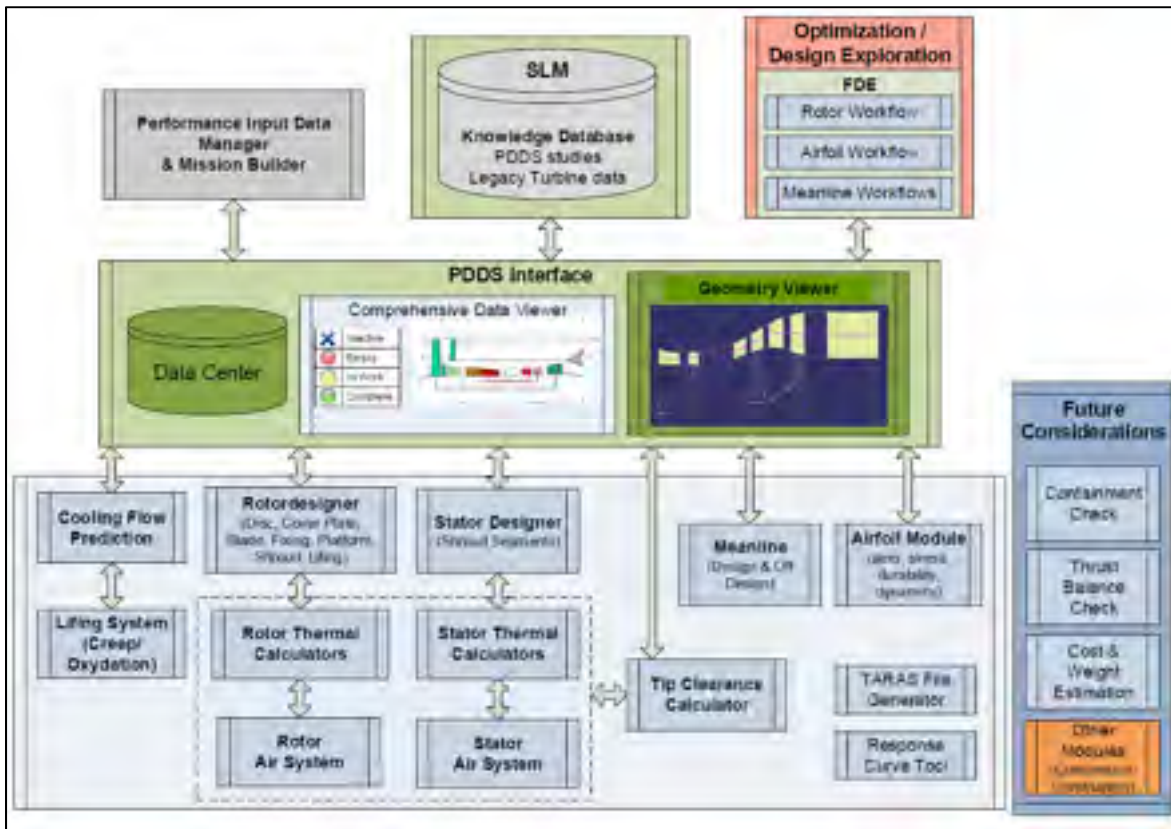 Performance Input Data
Manager
& Mission Builder
SLM
Knowledge Database
PDDS studies
Legacy Turbine data
Optimization /
Design Exploration
FDE
Rotor Workflow
Airfoil Workflow
Meanline Workflows
PDDS Interface
Data Center
Comprehensive Data Viewer
Inactive
Empty
In Work
Complete
Geometry Viewer
Cooling Flow
Prediction
Lifing System
(Creep/
Oxydation)
Rotordesigner
(Disc, Cover Plate,
Blade, Fixing, Platform,
Shroud, Lifing)
Rotor Thermal
Calculators
Rotor
Air System
Stator Designer
(Shroud Segments)
Stator Thermal
Calculators
Stator
Air System
Tip Clearance
Calculator
Meanline
(Design & Off
Design)
Airfoil Module
(aero, stress,
durability,
dynamics)
TARAS File
Generator
Response
Curve Tool
Future
Considerations
Containment
Check
Thrust
Balance
Check
Cost &
Weight
Estimation
Other
Modules